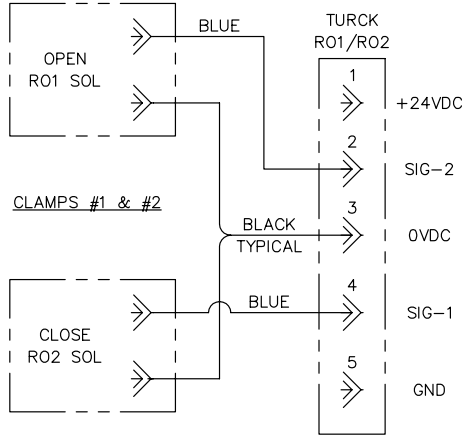 OPEN
RO1 SOL
BLUE
TURCK
RO1/RO2
1
+24VDC
2
SIG-2
CLAMPS #1 & #2
BLACK
TYPICAL
3
0VDC
CLOSE
RO2 SOL
BLUE
4
SIG-1
5
GND